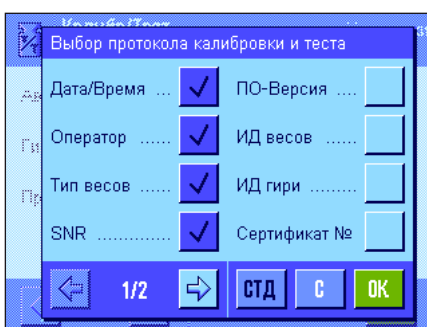 Выбор протокола калибровки и теста
Дата/Время ...
ПО-Версия ....
Оператор ......
ИД весов ......
Тип весов ......
ИД гири .........
SNR ..............
Сертификат №
1/2
СТД
C
OK